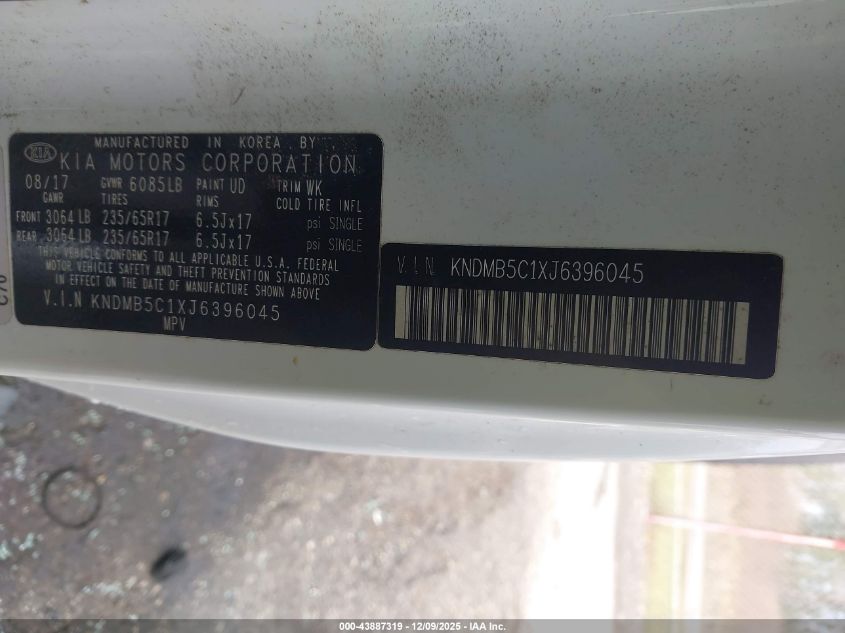 MANUFACTURED IN KOREA BY
KIA KIA MOTORS CORPORATION
08/17 GVWR 6085LB PAINT UD TRIM WK
GAWR TIRES RIMS COLD TIRE INFL
FRONT 3064 LB 235/65R17 6.5Jx17 psi SINGLE
REAR 3064 LB 235/65R17 6.5Jx17 psi SINGLE
THIS VEHICLE CONFORMS TO ALL APPLICABLE U.S.A. FEDERAL
MOTOR VEHICLE SAFETY AND THEFT PREVENTION STANDARDS
IN EFFECT ON THE DATE OF MANUFACTURE SHOWN ABOVE
V.I.N KNDMB5C1XJ6396045
MPV
V.I.N KNDMB5C1XJ6396045
C70
000-43887319 - 12/09/2025 - IAA Inc.